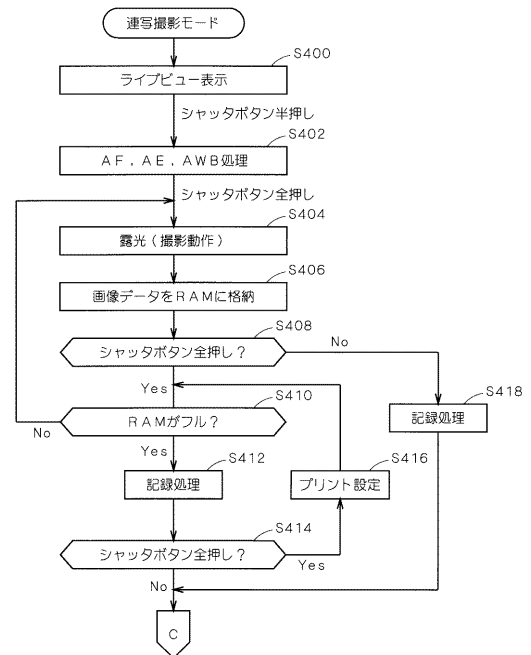 連写撮影モード
S400
ライブビュー表示
シャッタボタン半押し
S402
AF，AE，AWB処理
シャッタボタン全押し
S404
露光（撮影動作）
S406
画像データをRAMに格納
S408
シャッタボタン全押し？
No
Yes
S410
RAMがフル？
No
Yes
S418
記録処理
S412
記録処理
S416
プリント設定
S414
シャッタボタン全押し？
Yes
No
C